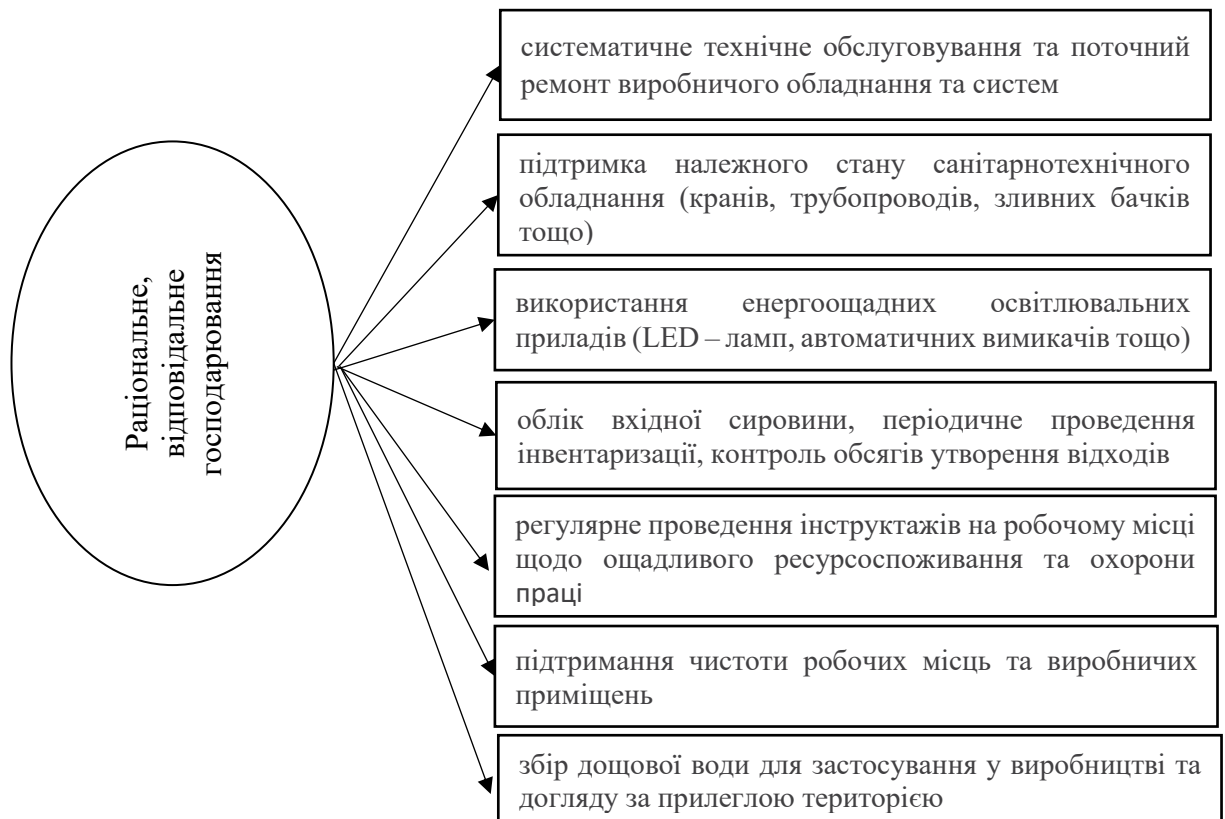 Раціональне,
відповідальне
господарювання
систематичне технічне обслуговування та поточний
ремонт виробничого обладнання та систем
підтримка належного стану санітарнотехнічного
обладнання (кранів, трубопроводів, зливних бачків
тощо)
використання енергоощадних освітлювальних
приладів (LED – ламп, автоматичних вимикачів тощо)
облік вхідної сировини, періодичне проведення
інвентаризації, контроль обсягів утворення відходів
регулярне проведення інструктажів на робочому місці
щодо ощадливого ресурсоспоживання та охорони
праці
підтримання чистоти робочих місць та виробничих
приміщень
збір дощової води для застосування у виробництві та
догляду за прилеглою територією